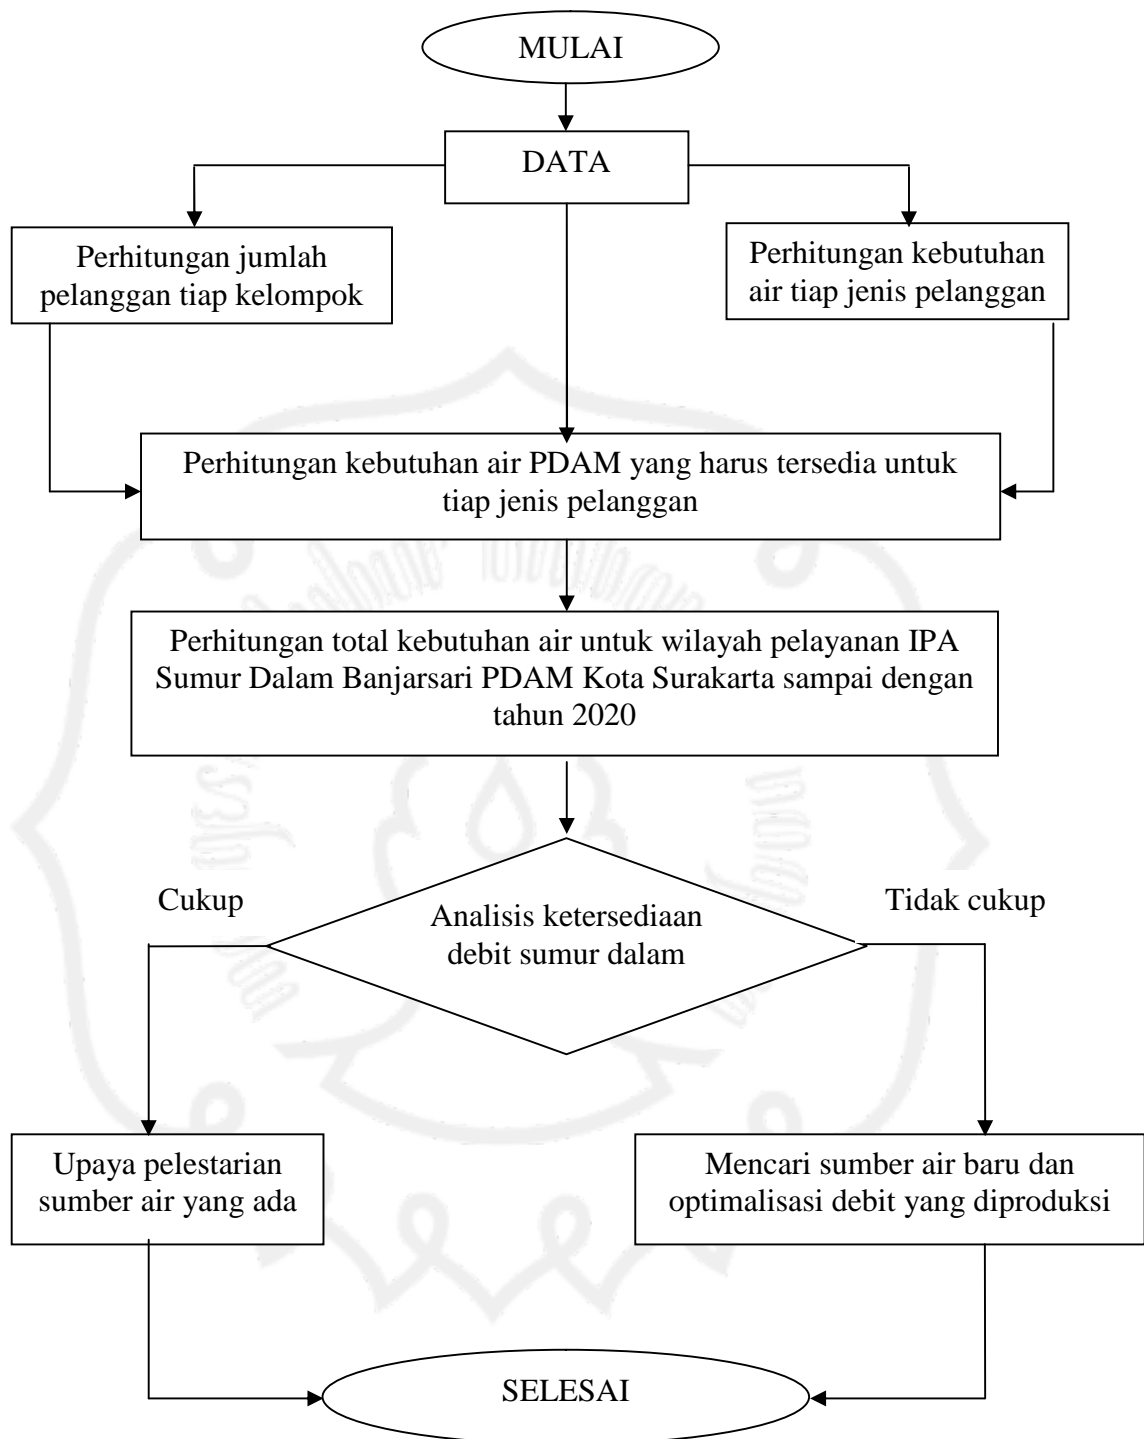 MULAI
DATA
Perhitungan jumlah
pelanggan tiap kelompok
Perhitungan kebutuhan
air tiap jenis pelanggan
Perhitungan kebutuhan air PDAM yang harus tersedia untuk
tiap jenis pelanggan
Perhitungan total kebutuhan air untuk wilayah pelayanan IPA
Sumur Dalam Banjarsari PDAM Kota Surakarta sampai dengan
tahun 2020
Cukup
Analisis ketersediaan
debit sumur dalam
Tidak cukup
Upaya pelestarian
sumber air yang ada
Mencari sumber air baru dan
optimalisasi debit yang diproduksi
SELESAI